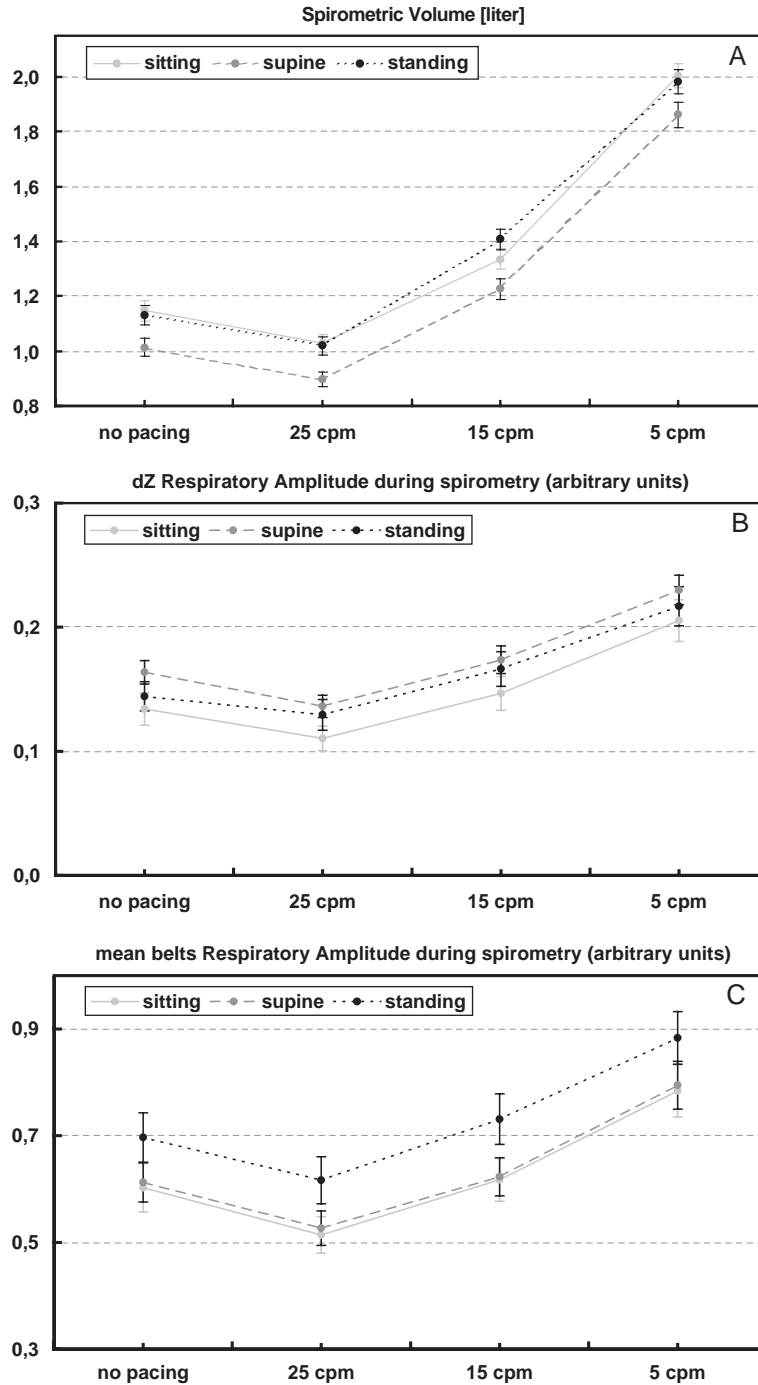 Spirometric Volume [liter]
A
sitting supine standing
2,0
1,8
1,6
1,4
1,2
1,0
0,8
no pacing 25 cpm 15 cpm 5 cpm
dZ Respiratory Amplitude during spirometry (arbitrary units)
0,3
B
sitting supine standing
0,2
0,1
0,0
no pacing 25 cpm 15 cpm 5 cpm
mean belts Respiratory Amplitude during spirometry (arbitrary units)
C
sitting supine standing
0,9
0,7
0,5
0,3
no pacing 25 cpm 15 cpm 5 cpm